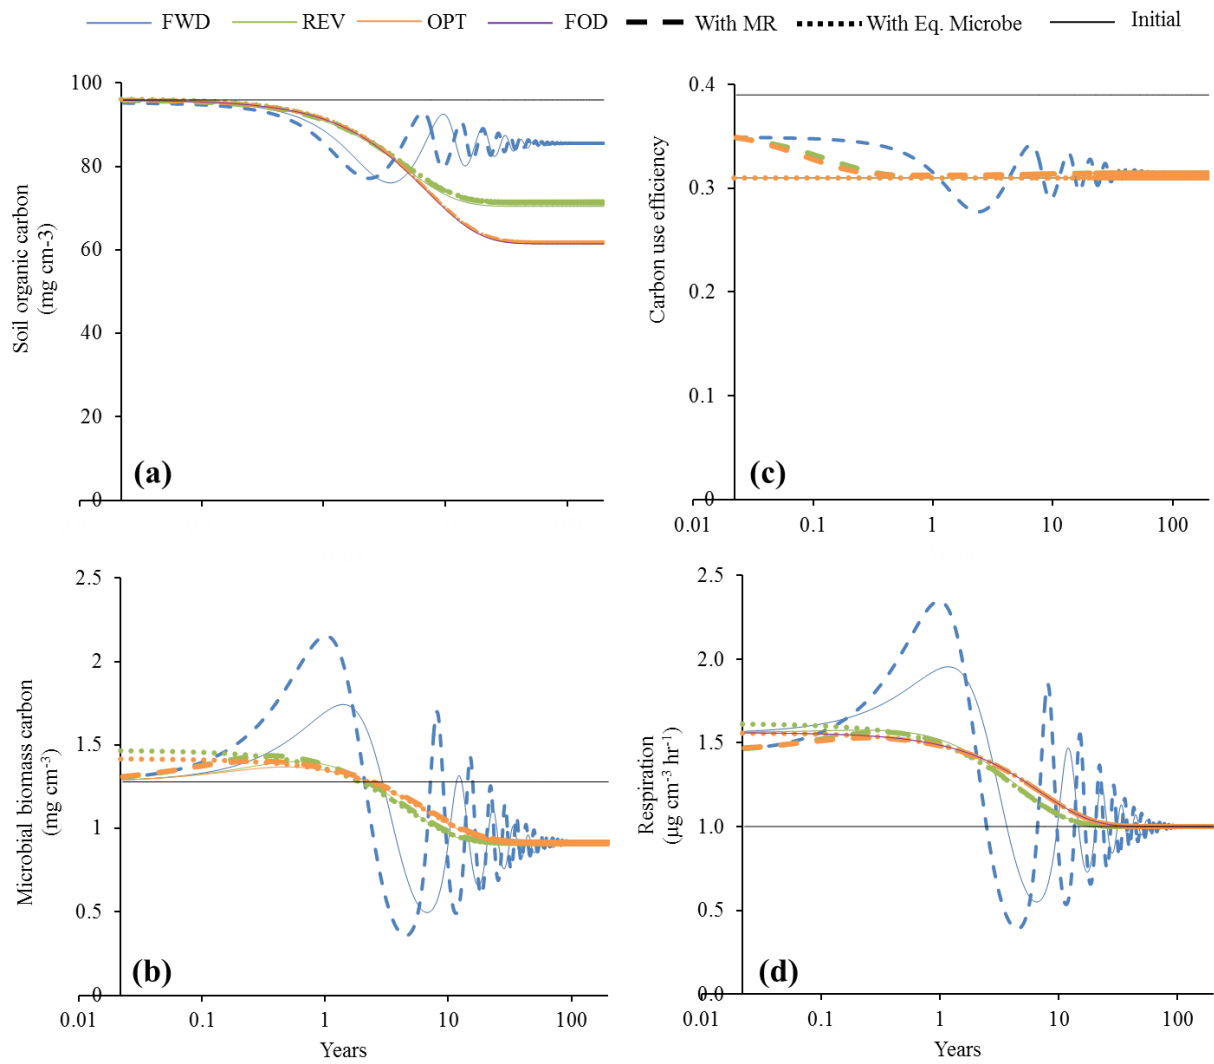 FWD REV OPT FOD With MR With Eq. Microbe Initial
Soil organic carbon
(mg cm-3)
100
80
60
40
20
0
(a)
Carbon use efficiency
0.4
0.3
0.2
0.1
0
(c)
0.01 0.1 1 10 100
Microbial biomass carbon
(mg cm⁻³)
2.5
2
1.5
1
0.5
0
(b)
0.01 0.1 1 10 100
Years
Respiration
(µg cm⁻³ hr⁻¹)
2.5
2.0
1.5
1.0
0.5
0.0
(d)
0.01 0.1 1 10 100
Years